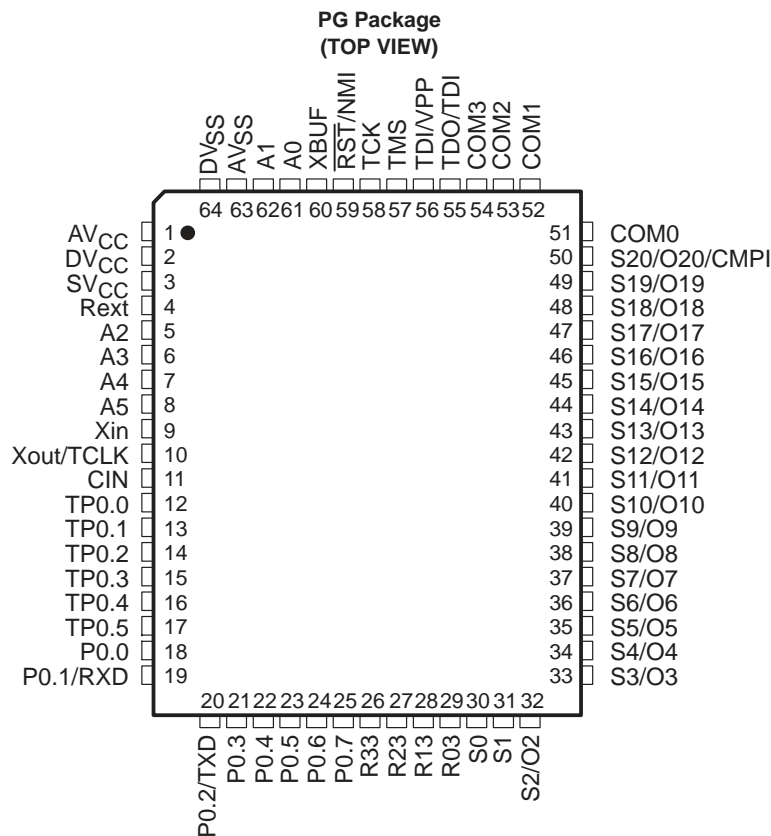 PG Package
(TOP VIEW)
DVSS
AVSS
A1
A0
XBUF
RST/NMI
TCK
TMS
TDI/VPP
TDO/TDI
COM3
COM2
COM1
64 63 62 61 60 59 58 57 56 55 54 53 52
AVCC 1 51 COM0
DVCC 2 50 S20/O20/CMPI
SVCC 3 49 S19/O19
Rext 4 48 S18/O18
A2 5 47 S17/O17
A3 6 46 S16/O16
A4 7 45 S15/O15
A5 8 44 S14/O14
Xin 9 43 S13/O13
Xout/TCLK 10 42 S12/O12
CIN 11 41 S11/O11
TP0.0 12 40 S10/O10
TP0.1 13 39 S9/O9
TP0.2 14 38 S8/O8
TP0.3 15 37 S7/O7
TP0.4 16 36 S6/O6
TP0.5 17 35 S5/O5
P0.0 18 34 S4/O4
P0.1/RXD 19 33 S3/O3
20 21 22 23 24 25 26 27 28 29 30 31 32
P0.2/TXD
P0.3
P0.4
P0.5
P0.6
P0.7
R33
R23
R13
R03
S0
S1
S2/O2